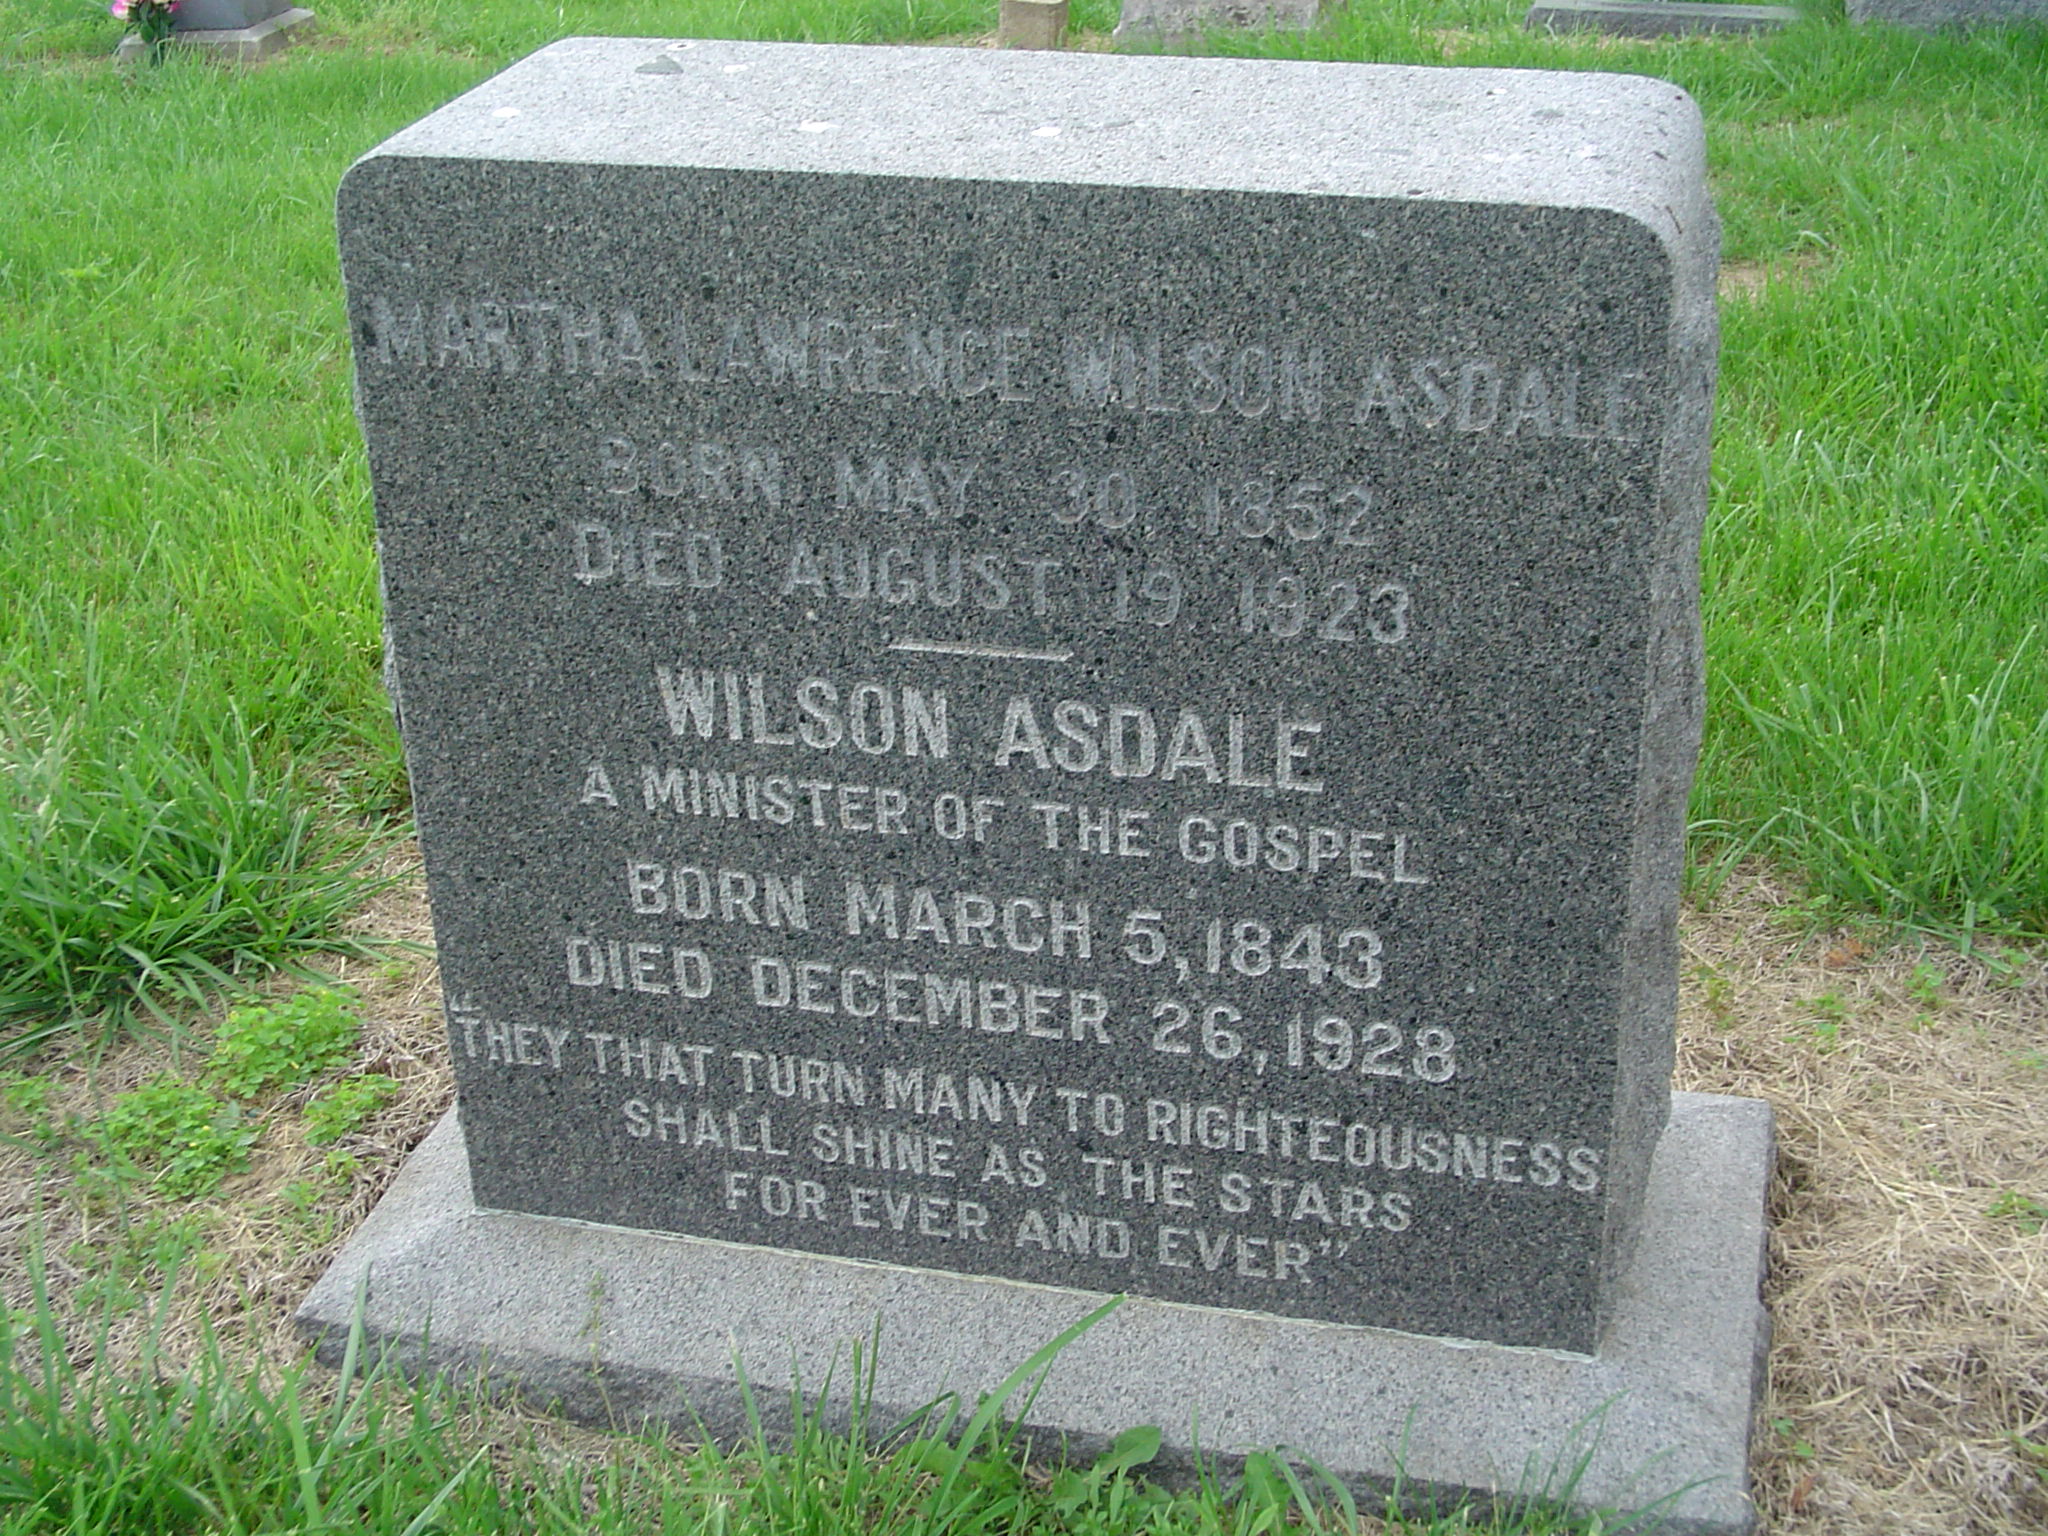 MARTHA LAWRENCE WILSON ASDALE
BORN MAY 30 1852
DIED AUGUST 19 1923
WILSON ASDALE
A MINISTER OF THE GOSPEL
BORN MARCH 5, 1843
DIED DECEMBER 26, 1928
"THEY THAT TURN MANY TO RIGHTEOUSNESS
SHALL SHINE AS THE STARS
FOR EVER AND EVER"